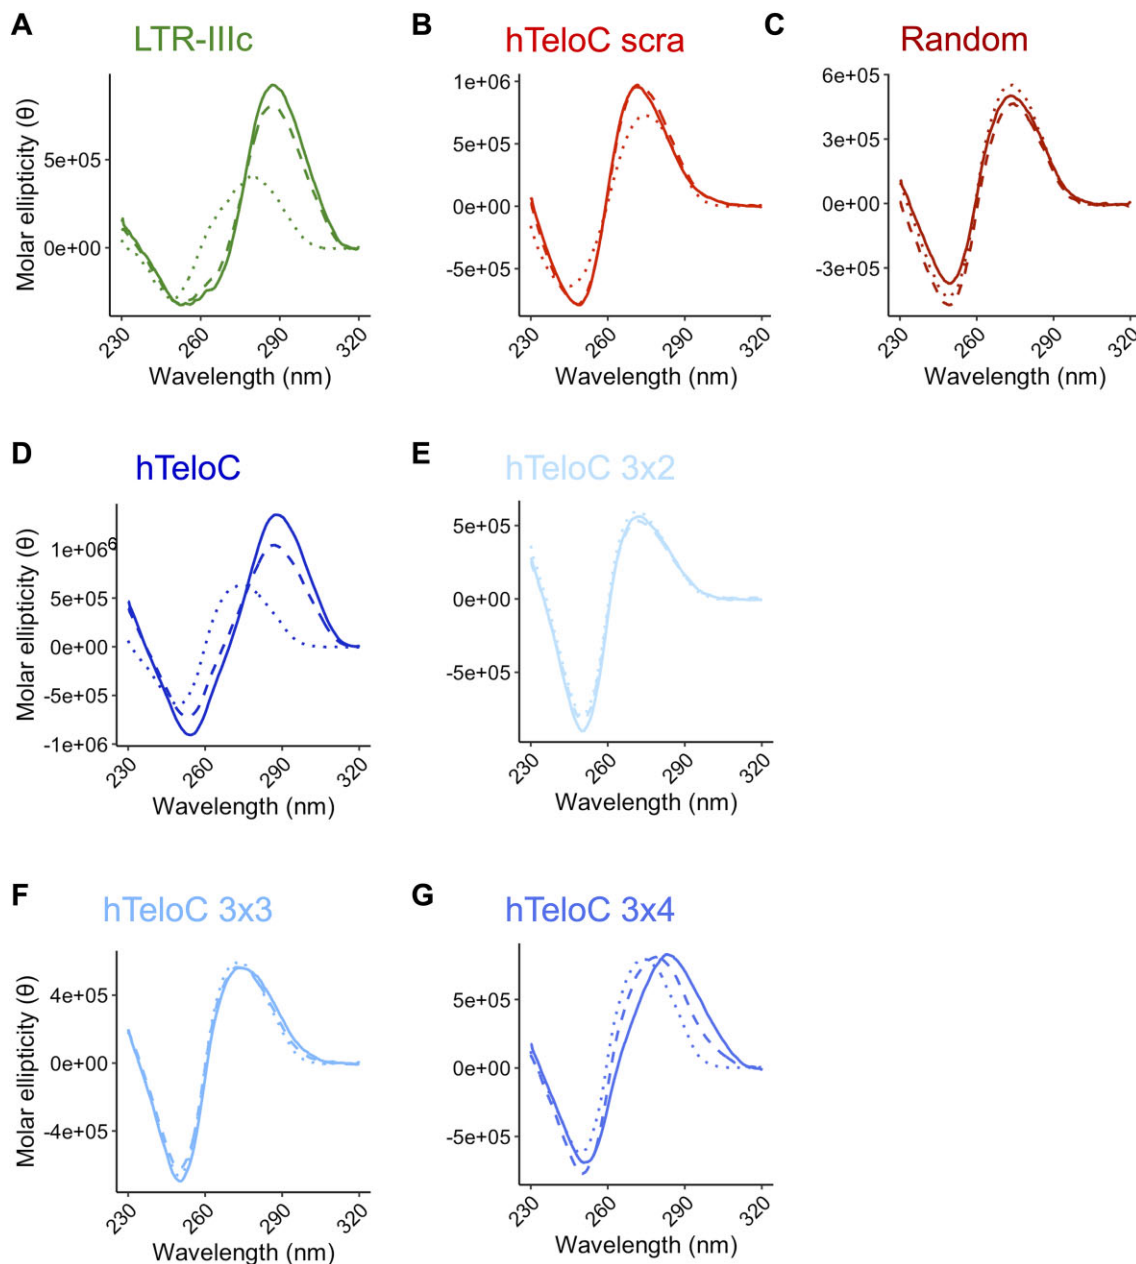 A
LTR-IIIc
5e+05
0e+00
Molar ellipticity (θ)
230
260
290
320
Wavelength (nm)
B
hTeloC scra
1e+06
5e+05
0e+00
-5e+05
230
260
290
320
Wavelength (nm)
C
Random
6e+05
3e+05
0e+00
-3e+05
230
260
290
320
Wavelength (nm)
D
hTeloC
1e+06
6
5e+05
0e+00
-5e+05
-1e+06
Molar ellipticity (θ)
230
260
290
320
Wavelength (nm)
E
hTeloC 3x2
5e+05
0e+00
-5e+05
230
260
290
320
Wavelength (nm)
F
hTeloC 3x3
4e+05
0e+00
-4e+05
Molar ellipticity (θ)
230
260
290
320
Wavelength (nm)
G
hTeloC 3x4
5e+05
0e+00
-5e+05
230
260
290
320
Wavelength (nm)